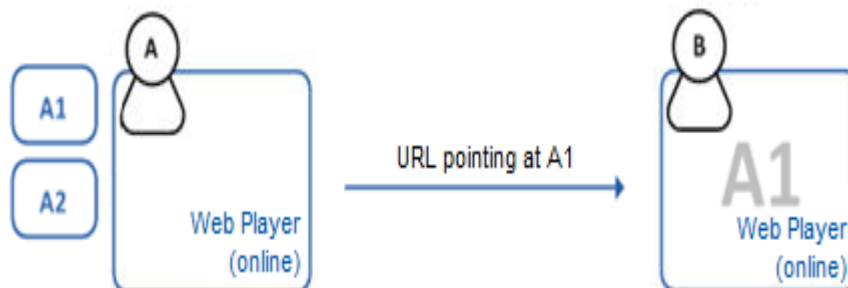 A
B
A1
URL pointing at A1
A1
A2
Web Player
(online)
Web Player
(online)